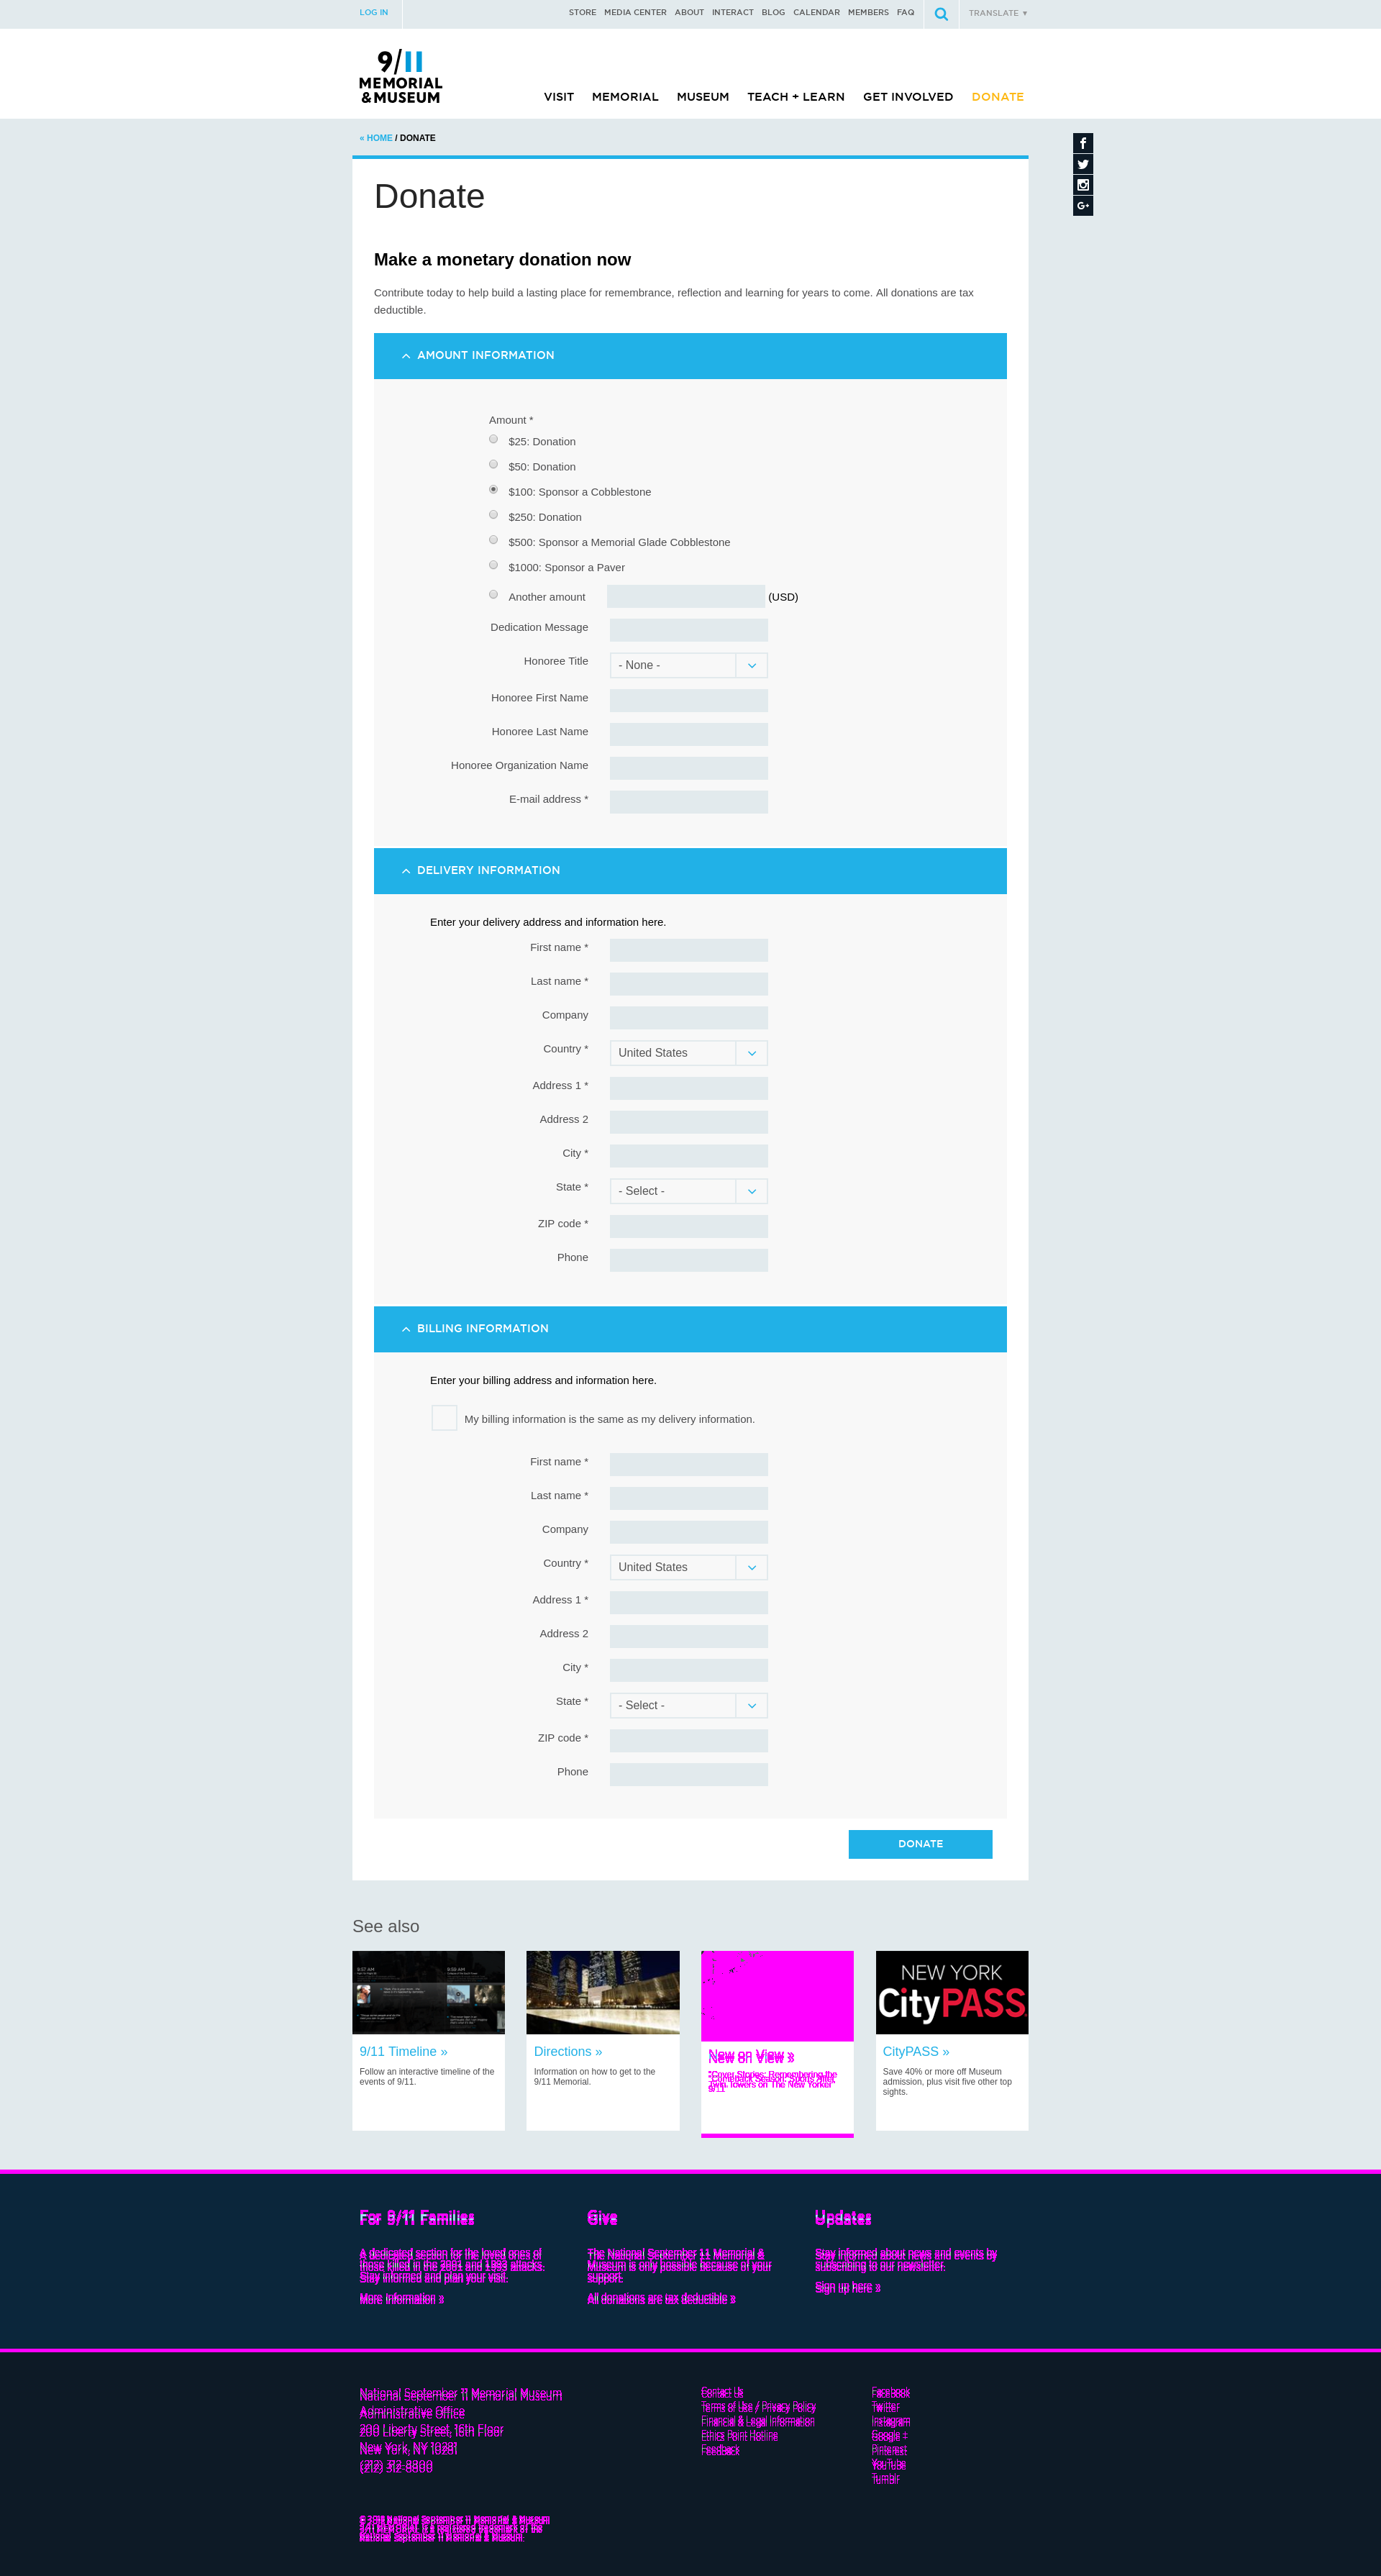 LOG IN
STORE MEDIA CENTER ABOUT INTERACT BLOG CALENDAR MEMBERS FAQ
TRANSLATE ▼
9/11
MEMORIAL
&MUSEUM
VISIT MEMORIAL MUSEUM TEACH + LEARN GET INVOLVED DONATE
« HOME / DONATE
Donate
Make a monetary donation now
Contribute today to help build a lasting place for remembrance, reflection and learning for years to come. All donations are tax
deductible.
AMOUNT INFORMATION
Amount *
$25: Donation
$50: Donation
$100: Sponsor a Cobblestone
$250: Donation
$500: Sponsor a Memorial Glade Cobblestone
$1000: Sponsor a Paver
Another amount (USD)
Dedication Message
Honoree Title - None -
Honoree First Name
Honoree Last Name
Honoree Organization Name
E-mail address *
DELIVERY INFORMATION
Enter your delivery address and information here.
First name *
Last name *
Company
Country * United States
Address 1 *
Address 2
City *
State * - Select -
ZIP code *
Phone
BILLING INFORMATION
Enter your billing address and information here.
My billing information is the same as my delivery information.
First name *
Last name *
Company
Country * United States
Address 1 *
Address 2
City *
State * - Select -
ZIP code *
Phone
DONATE
See also
NEW YORK
CityPASS
9/11 Timeline »
Follow an interactive timeline of the
events of 9/11.
Directions »
Information on how to get to the
9/11 Memorial.
New on View »
CityPASS »
Save 40% or more off Museum
admission, plus visit five other top
sights.
For 9/11 Families
A dedicated section for the loved ones of
those killed in the 2001 and 1993 attacks.
Stay informed and plan your visit.
More Information »
Give
The National September 11 Memorial &
Museum is only possible because of your
support.
All donations are tax deductible »
Updates
Stay informed about news and events by
subscribing to our newsletter.
Sign up here »
National September 11 Memorial Museum
Administrative Office
200 Liberty Street, 16th Floor
New York, NY 10281
(212) 312-8800
Contact Us
Terms of Use / Privacy Policy
Financial & Legal Information
Ethics Point Hotline
Feedback
Facebook
Twitter
Instagram
Google +
Pinterest
YouTube
Tumblr
National September 11 Memorial & Museum